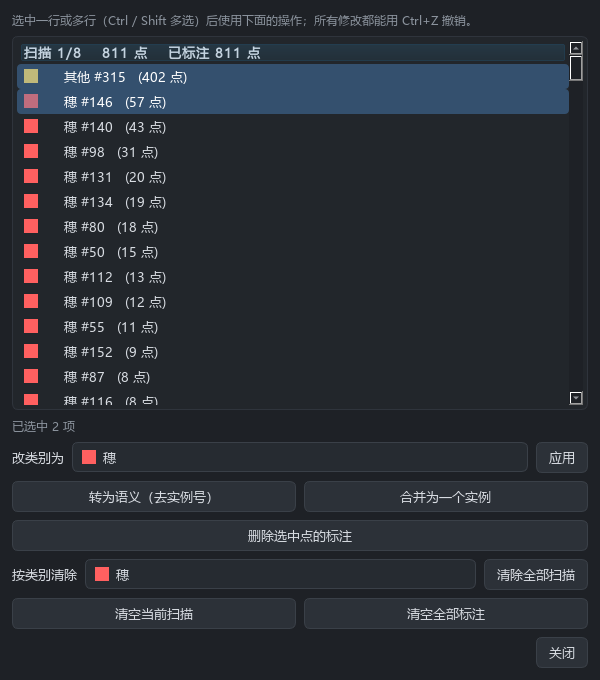 选中一行或多行（Ctrl / Shift 多选）后使用下面的操作；所有修改都能用 Ctrl+Z 撤销。
扫描 1/8 811 点 已标注 811 点
其他 #315 (402 点)
穗 #146 (57 点)
穗 #140 (43 点)
穗 #98 (31 点)
穗 #131 (20 点)
穗 #134 (19 点)
穗 #80 (18 点)
穗 #50 (15 点)
穗 #112 (13 点)
穗 #109 (12 点)
穗 #55 (11 点)
穗 #152 (9 点)
穗 #87 (8 点)
穗 #116 (8 点)
已选中 2 项
改类别为 穗 应用
转为语义（去实例号） 合并为一个实例
删除选中点的标注
按类别清除 穗 清除全部扫描
清空当前扫描 清空全部标注
关闭